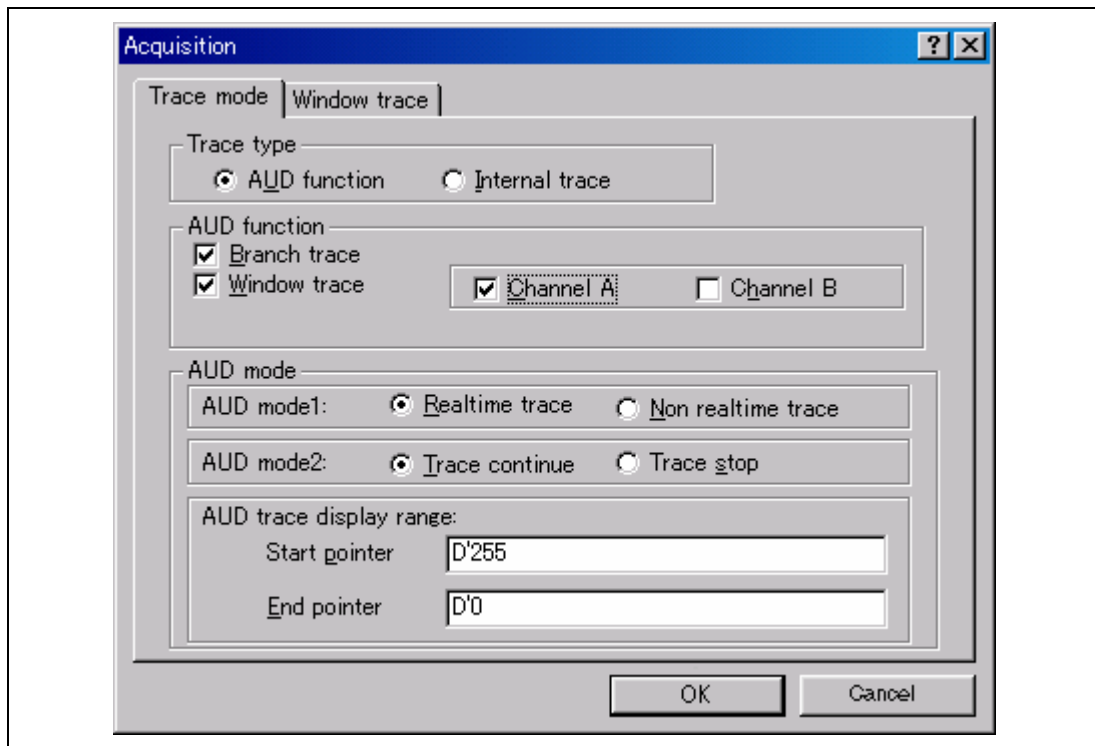 Acquisition
Trace mode Window trace
Trace type
AUD function Internal trace
AUD function
Branch trace
Window trace Channel A Channel B
AUD mode
AUD mode1: Realtime trace Non realtime trace
AUD mode2: Trace continue Trace stop
AUD trace display range:
Start pointer D'255
End pointer D'0
OK Cancel